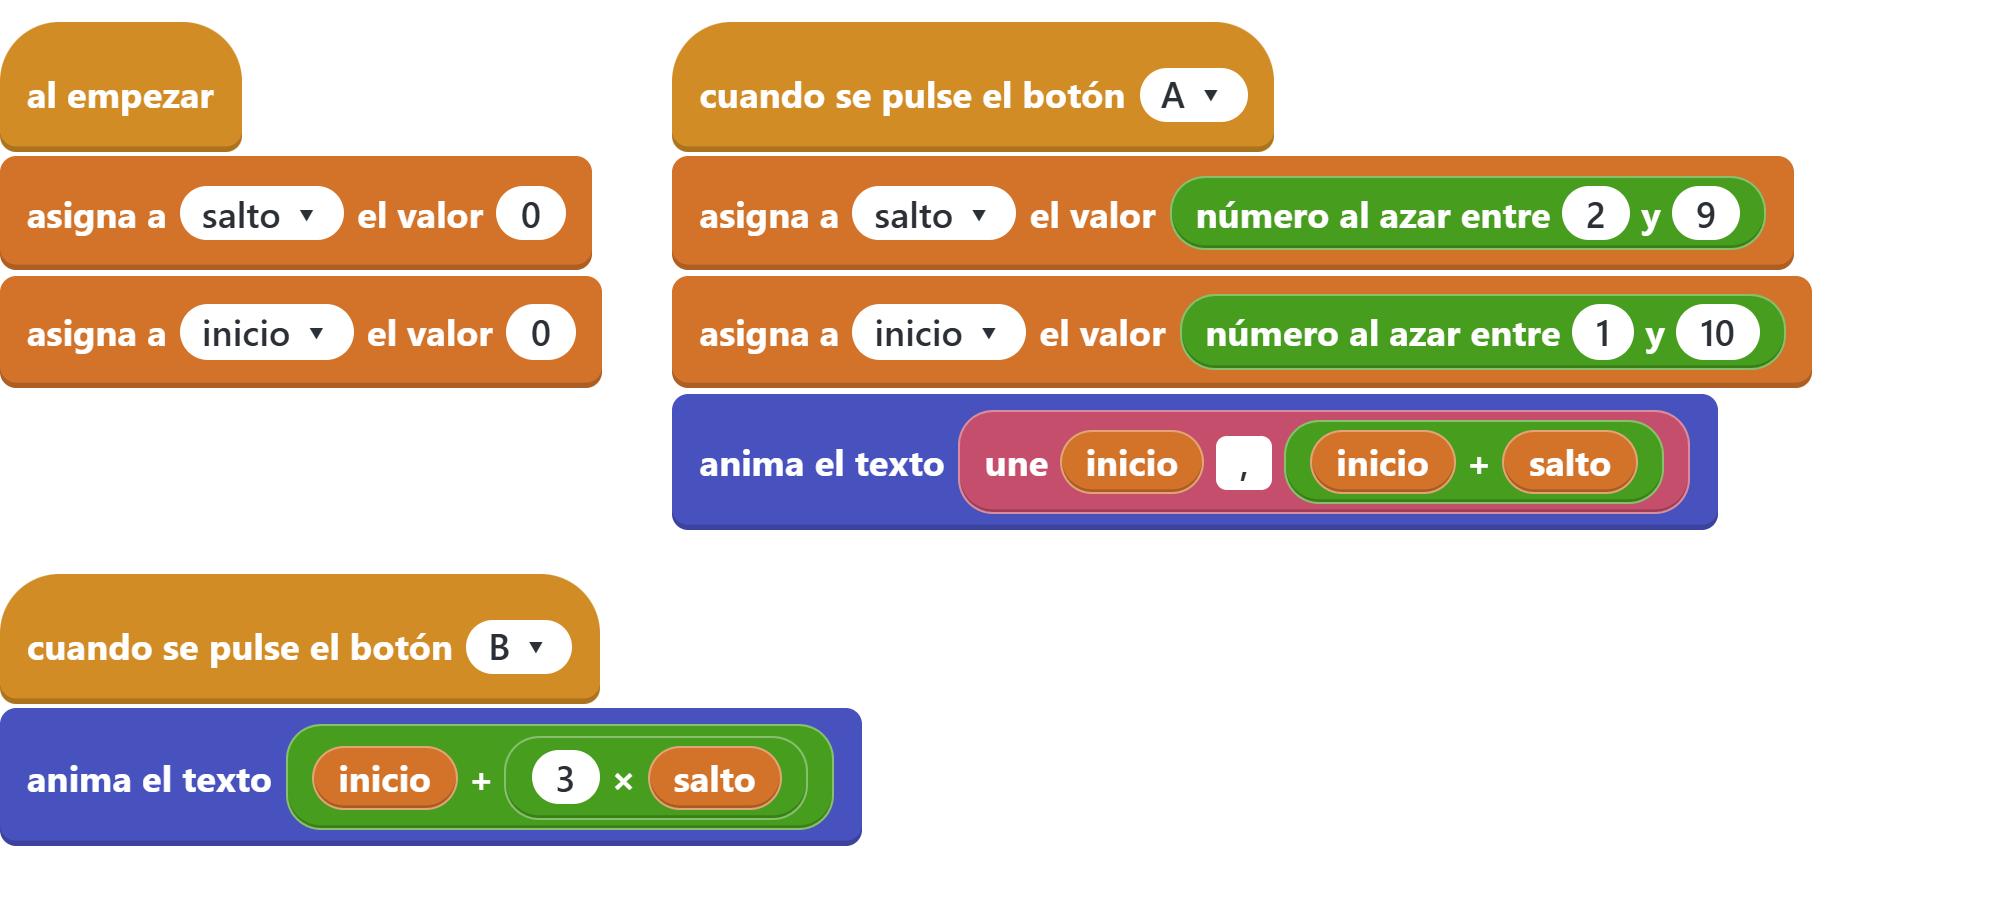 al empezar
asigna a salto ▼ el valor 0
asigna a inicio ▼ el valor 0
cuando se pulse el botón A ▼
asigna a salto ▼ el valor número al azar entre 2 y 9
asigna a inicio ▼ el valor número al azar entre 1 y 10
anima el texto une inicio , inicio + salto
cuando se pulse el botón B ▼
anima el texto inicio + 3 × salto